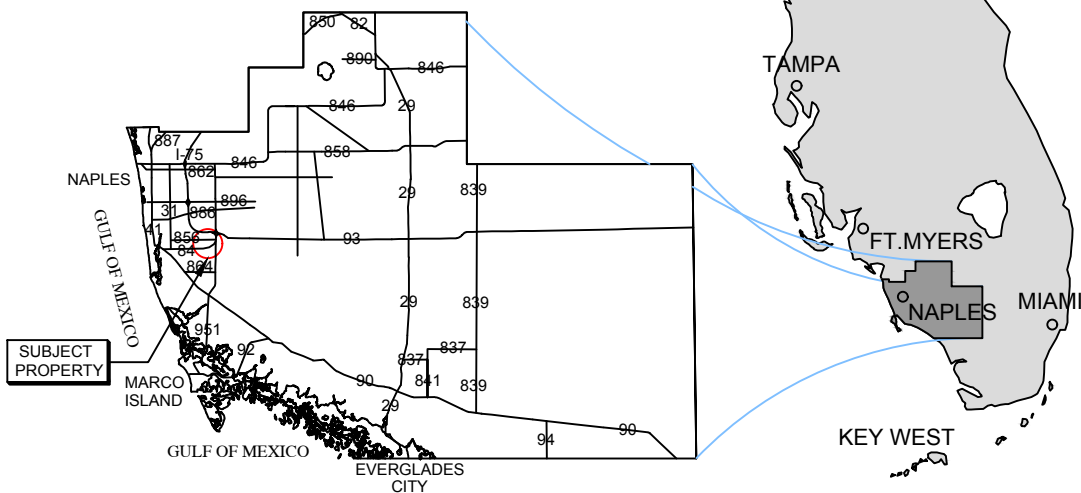 850
82
890
846
846
29
887
I-75
846
858
862
NAPLES
29
839
896
31
886
41
856
93
84
864
GULF OF MEXICO
29
839
951
SUBJECT
PROPERTY
92
837
837
MARCO
ISLAND
90
841
839
29
90
94
GULF OF MEXICO
EVERGLADES
CITY
TAMPA
FT.MYERS
NAPLES
MIAMI
KEY WEST